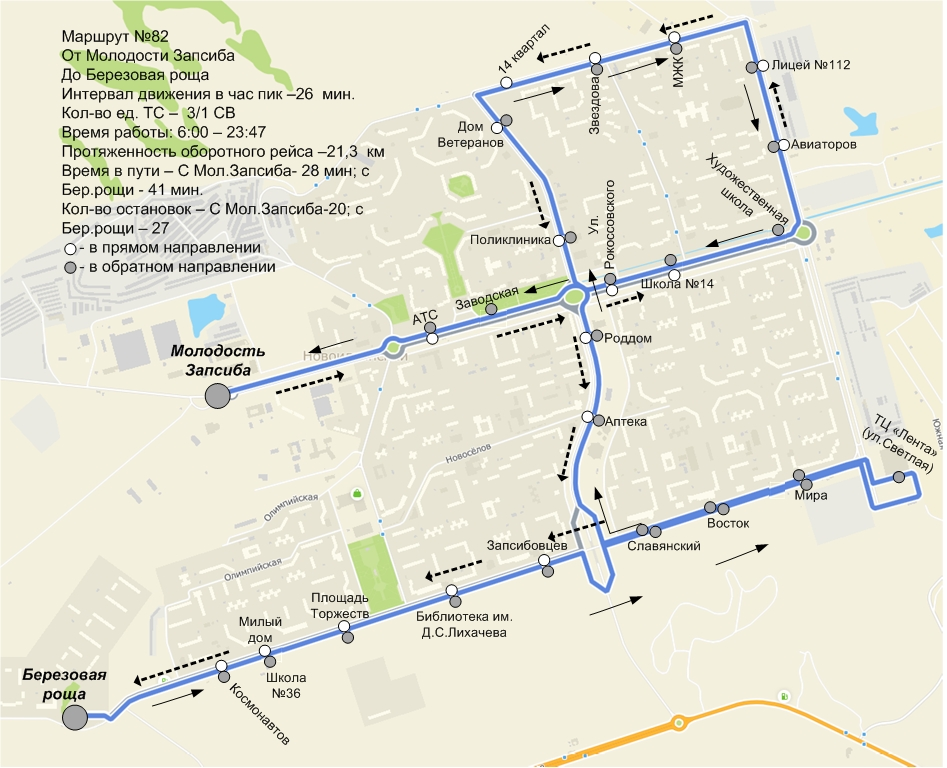 Маршрут №82
От Молодости Запсиба
До Березовая роща
Интервал движения в час пик –26 мин.
Кол-во ед. ТС – 3/1 СВ
Время работы: 6:00 – 23:47
Протяженность оборотного рейса –21,3 км
Время в пути – С Мол.Запсиба- 28 мин; с
Бер.рощи - 41 мин.
Кол-во остановок – С Мол.Запсиба-20; с
Бер.рощи – 27
- в прямом направлении
- в обратном направлении
14 квартал
Звездова
МЖК
Лицей №112
Дом
Ветеранов
Авиаторов
Художественная
школа
Поликлиника
Ул.
Рокоссовского
Школа №14
Заводская
АТС
Роддом
Молодость
Запсиба
Аптека
Новосёлов
ТЦ «Лента»
(ул.Светлая)
Южная
Мира
Восток
Славянский
Олимпийская
Олимпийская
Запсибовцев
Площадь
Торжеств
Библиотека им.
Д.С.Лихачева
Милый
дом
Школа
№36
Космонавтов
Березовая
роща